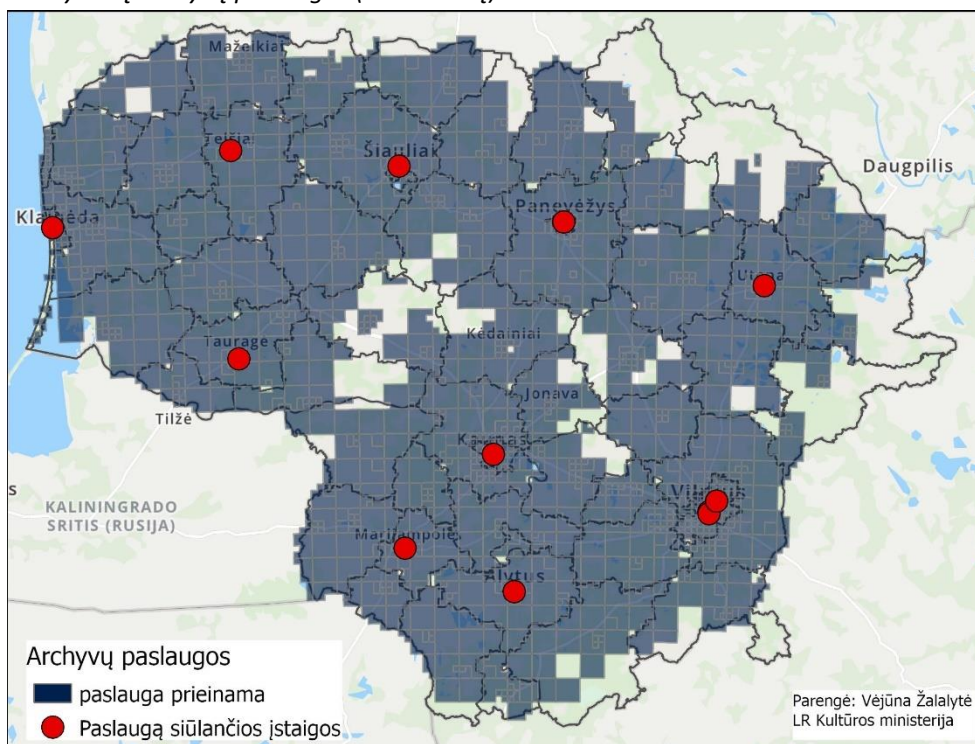 Mažeikiai
Telšiai
Šiauliai
Daugpilis
Klaipėda
Panevėžys
Utena
Kėdainiai
Tauragė
Jonava
Tilžė
Kaunas
s
Vilnius
KALININGRADO
SRITIS (RUSIJA)
Marijampolė
Alytus
Archyvų paslaugos
paslauga prieinama
Paslaugą siūlančios įstaigos
Parengė: Vėjūna Žalalytė
LR Kultūros ministerija